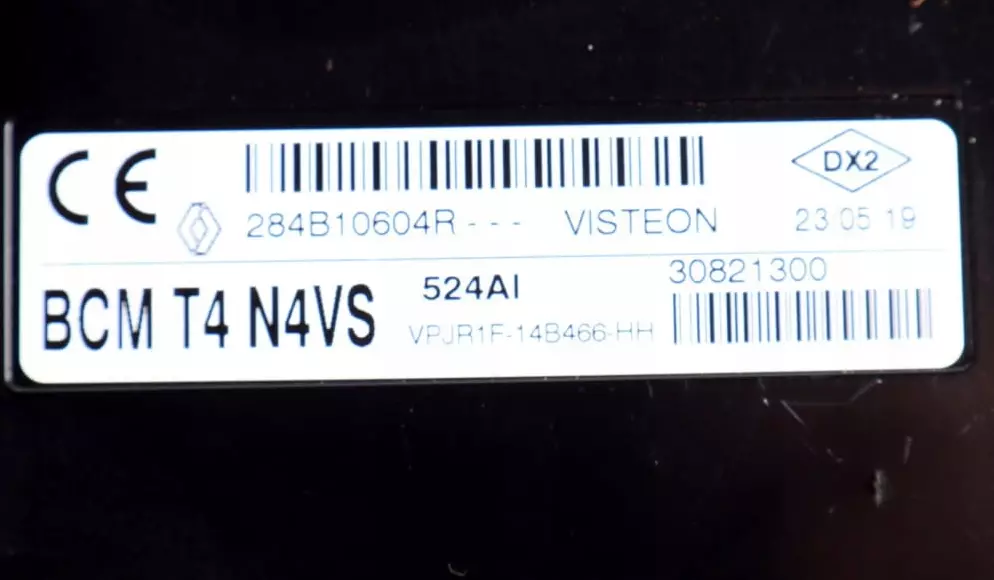 CE
DX2
284B10604R--- VISTEON 23 05 19
BCM T4 N4VS 524AI 30821300
VPJR1F-14B466-HH